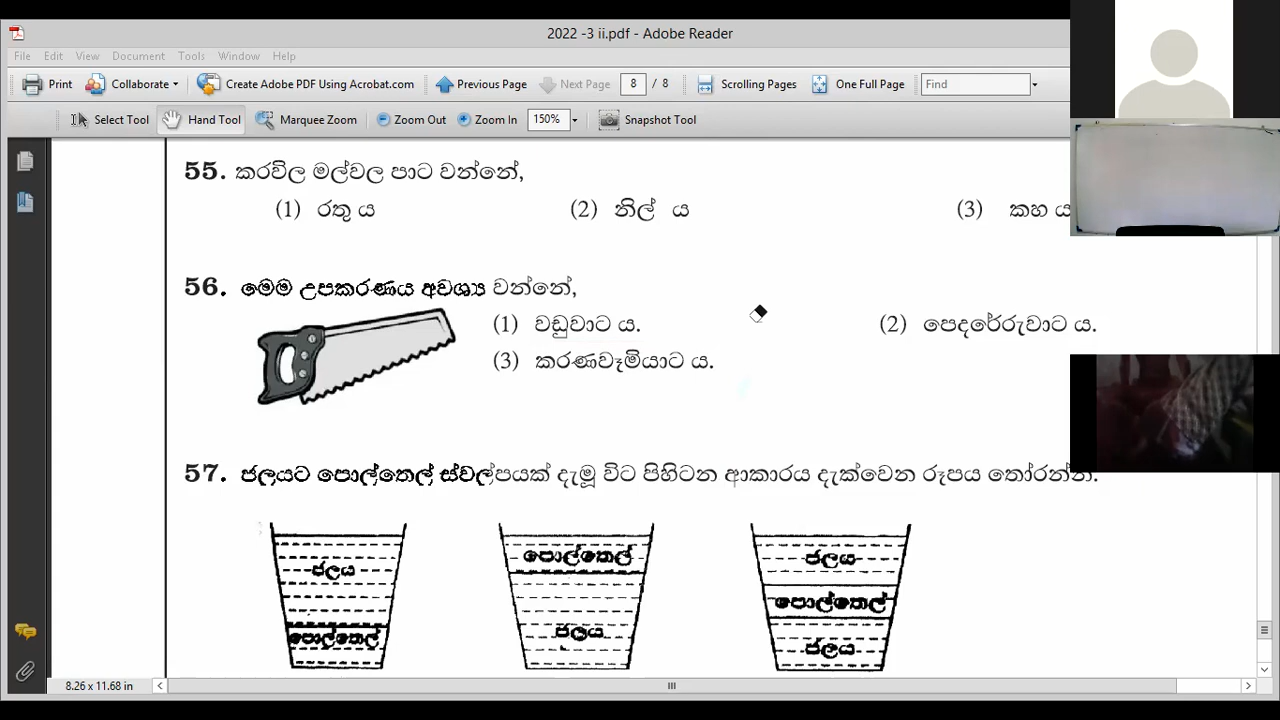 2022 -3 ii.pdf - Adobe Reader
File Edit View Document Tools Window Help
Print Collaborate Create Adobe PDF Using Acrobat.com Previous Page Next Page 8 / 8 Scrolling Pages One Full Page Find
Select Tool Hand Tool Marquee Zoom Zoom Out Zoom In 150% Snapshot Tool
55. කරවිල මල්වල පාට වන්නේ,
(1) රතු ය (2) නිල් ය (3) කහ ය
56. මෙම උපකරණය අවශ්‍ය වන්නේ,
(1) වඩුවාට ය. (2) පෙදරේරුවාට ය.
(3) කරණවෑමියාට ය.
57. ජලයට පොල්තෙල් ස්වල්පයක් දැමූ විට පිහිටන ආකාරය දැක්වෙන රූපය තෝරන්න.
ජලය
පොල්තෙල්
පොල්තෙල්
ජලය
ජලය
පොල්තෙල්
ජලය
8.26 x 11.68 in